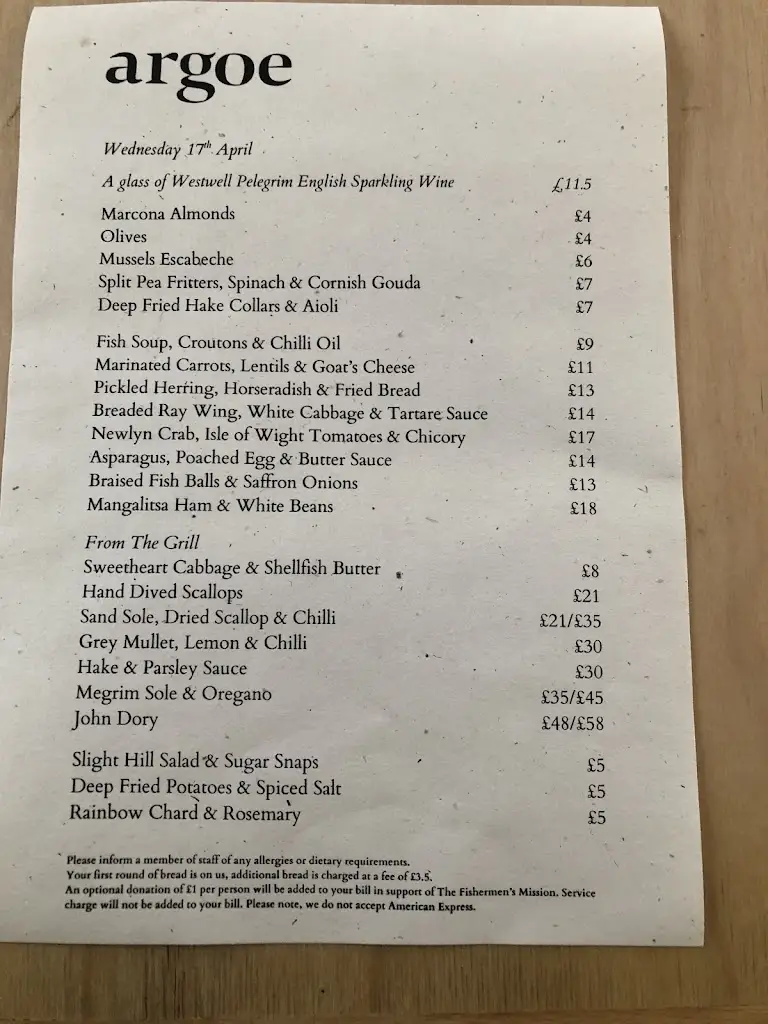 argoe
Wednesday 17th April
A glass of Westwell Pelegrim English Sparkling Wine £11.5
Marcona Almonds £4
Olives £4
Mussels Escabeche £6
Split Pea Fritters, Spinach & Cornish Gouda £7
Deep Fried Hake Collars & Aioli £7
Fish Soup, Croutons & Chilli Oil £9
Marinated Carrots, Lentils & Goat's Cheese £11
Pickled Herring, Horseradish & Fried Bread £13
Breaded Ray Wing, White Cabbage & Tartare Sauce £14
Newlyn Crab, Isle of Wight Tomatoes & Chicory £17
Asparagus, Poached Egg & Butter Sauce £14
Braised Fish Balls & Saffron Onions £13
Mangalitsa Ham & White Beans £18
From The Grill
Sweetheart Cabbage & Shellfish Butter £8
Hand Dived Scallops £21
Sand Sole, Dried Scallop & Chilli £21/£35
Grey Mullet, Lemon & Chilli £30
Hake & Parsley Sauce £30
Megrim Sole & Oregano £35/£45
John Dory £48/£58
Slight Hill Salad & Sugar Snaps £5
Deep Fried Potatoes & Spiced Salt £5
Rainbow Chard & Rosemary £5
Please inform a member of staff of any allergies or dietary requirements.
Your first round of bread is on us, additional bread is charged at a fee of £3.5.
An optional donation of £1 per person will be added to your bill in support of The Fishermen's Mission. Service
charge will not be added to your bill. Please note, we do not accept American Express.